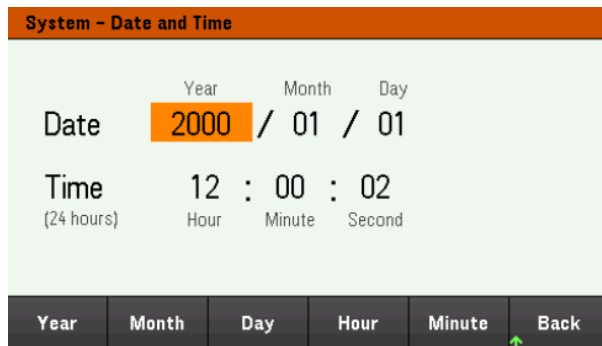 System - Date and Time
Year Month Day
Date 2000 / 01 / 01
Time 12 : 00 : 02
(24 hours) Hour Minute Second
Year Month Day Hour Minute Back